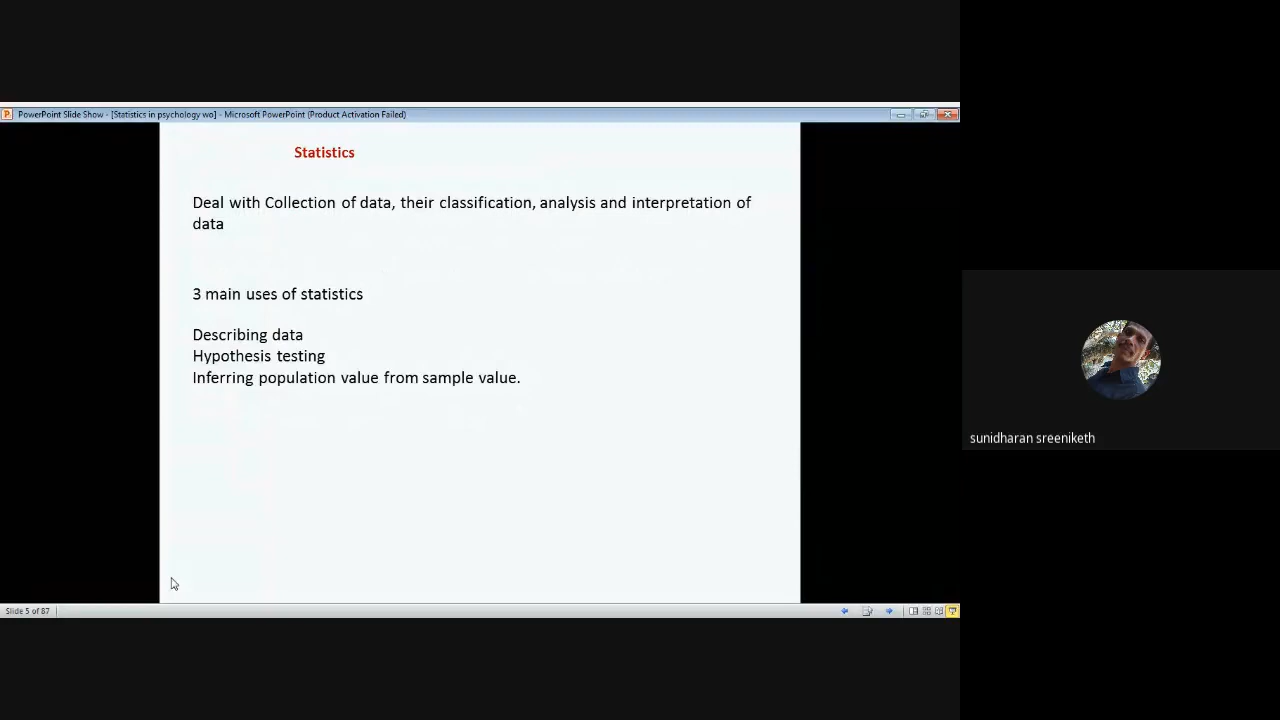 PowerPoint Slide Show - [Statistics in psychology wo] - Microsoft PowerPoint (Product Activation Failed)
Statistics
Deal with Collection of data, their classification, analysis and interpretation of
data
3 main uses of statistics
Describing data
Hypothesis testing
Inferring population value from sample value.
sunidharan sreeniketh
Slide 5 of 87